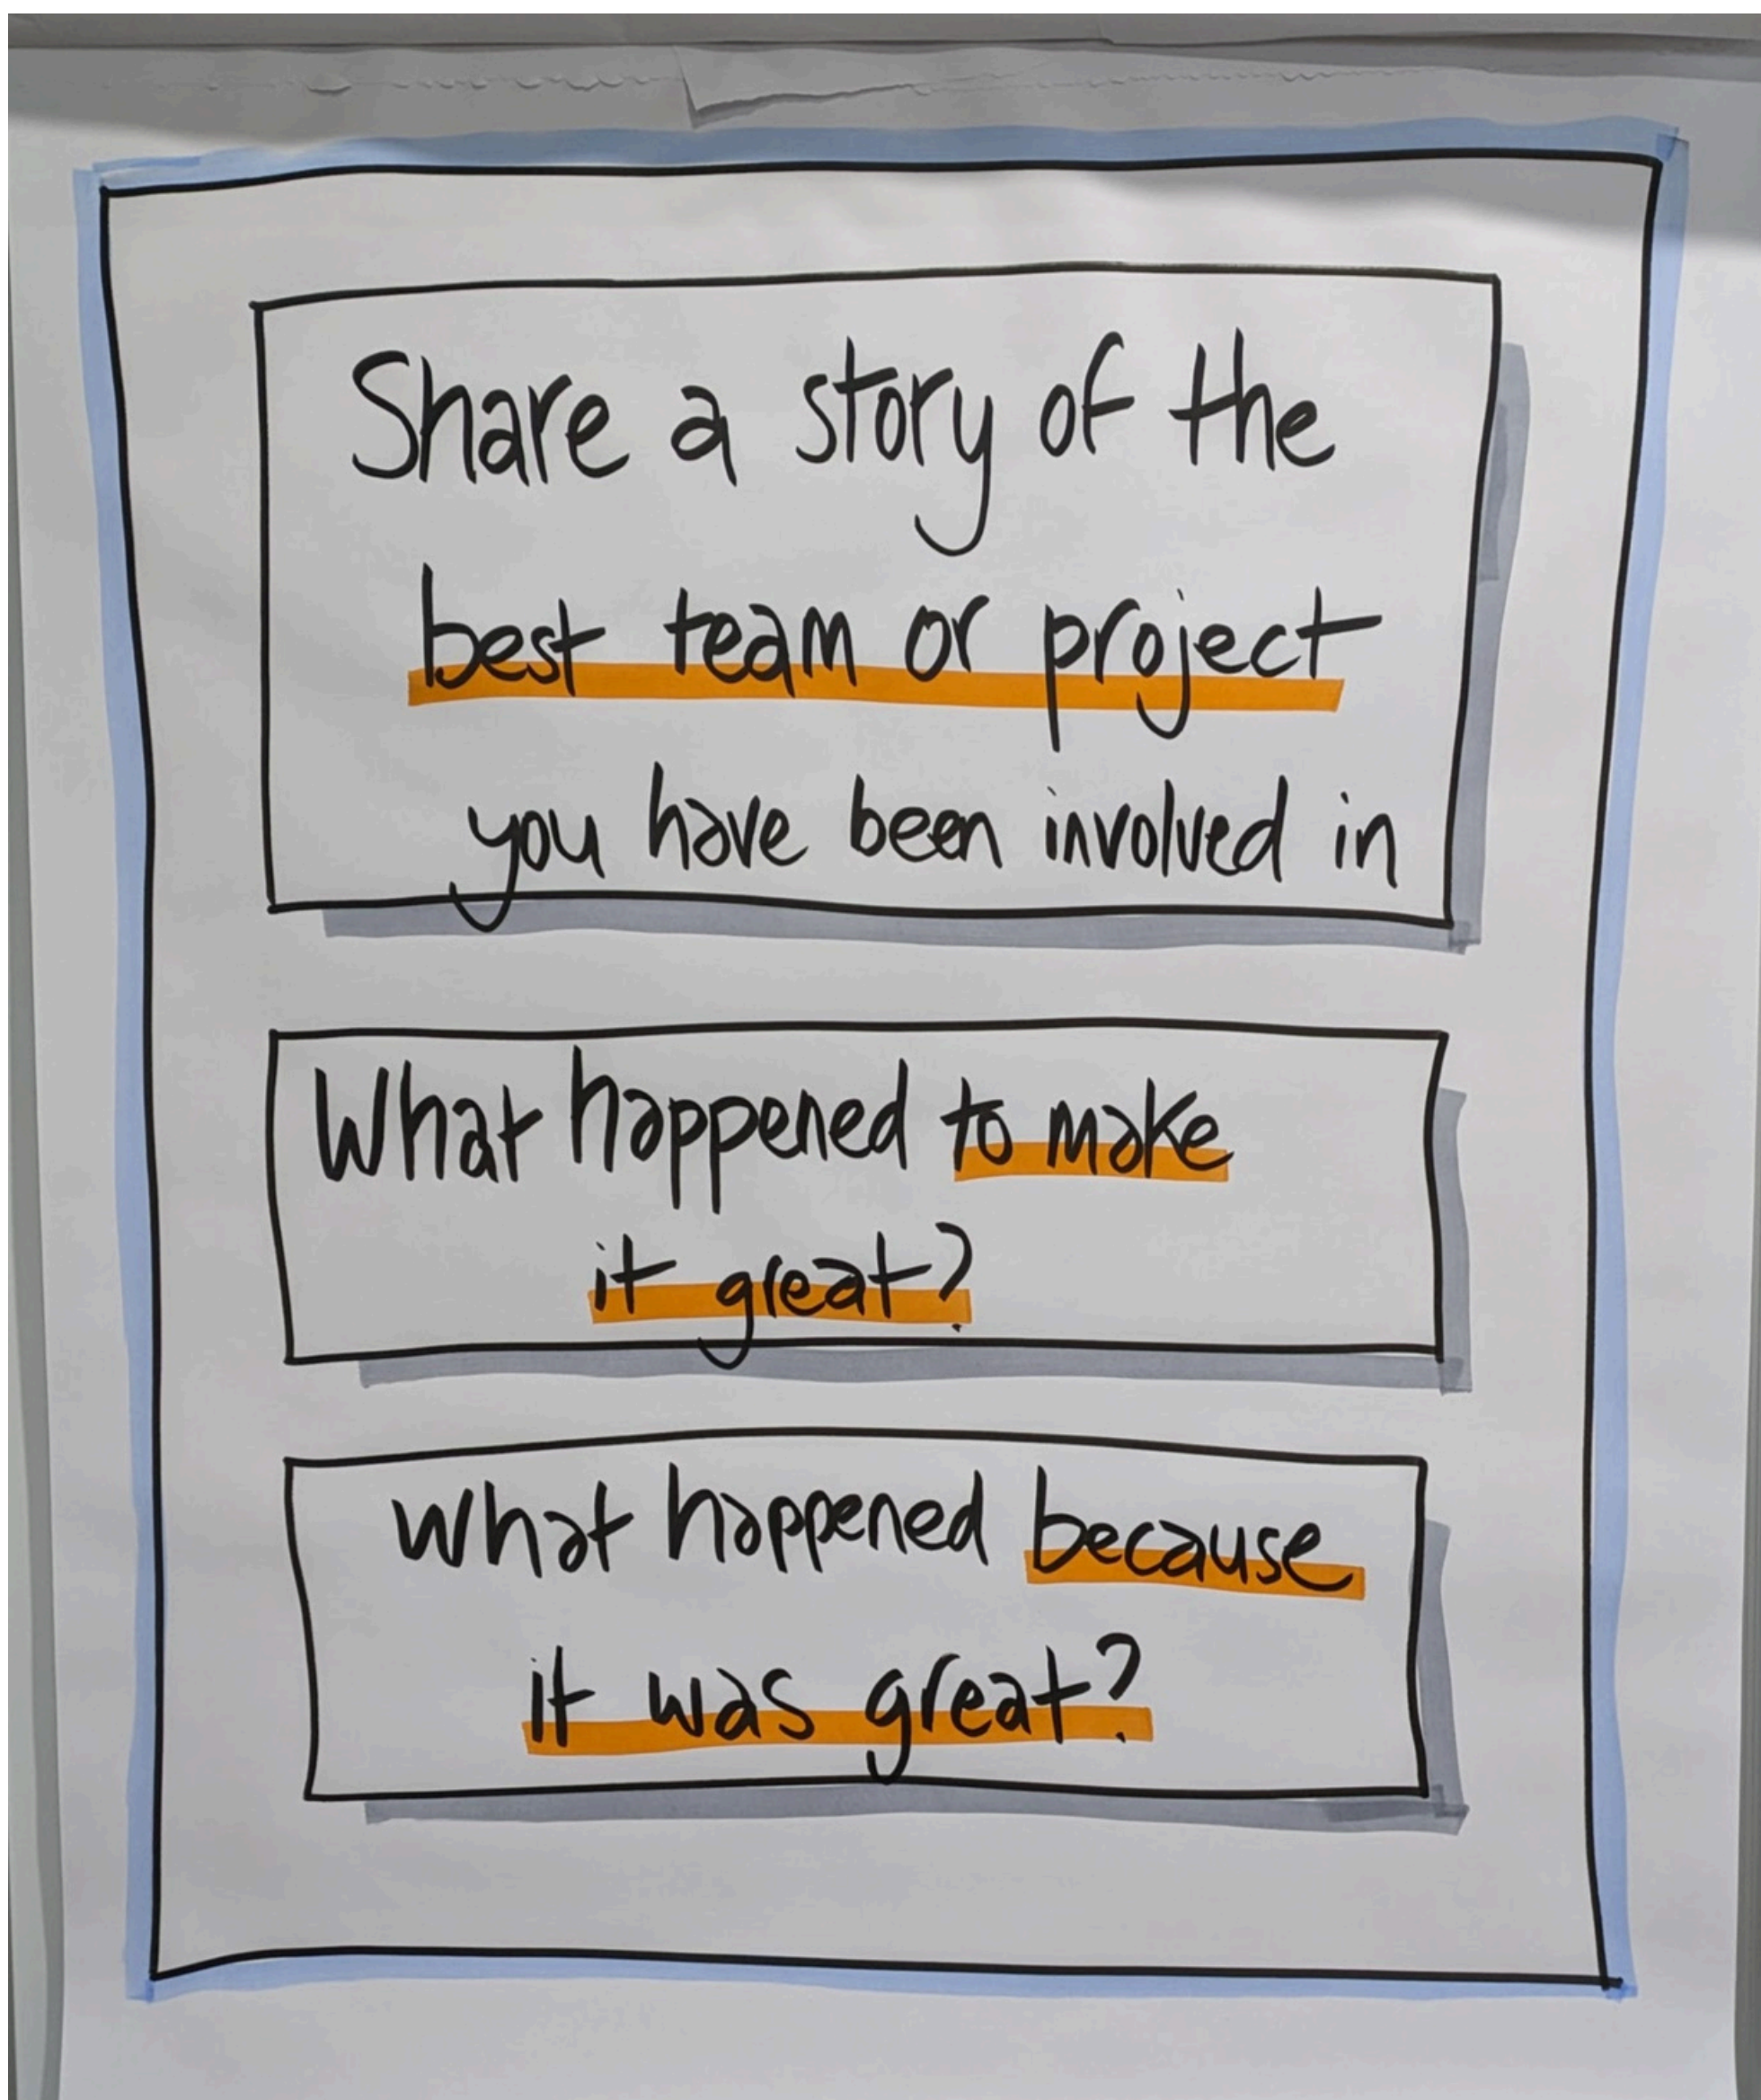 Share a story of the
best team or project
you have been involved in
What happened to make
it great?
What happened because
it was great?